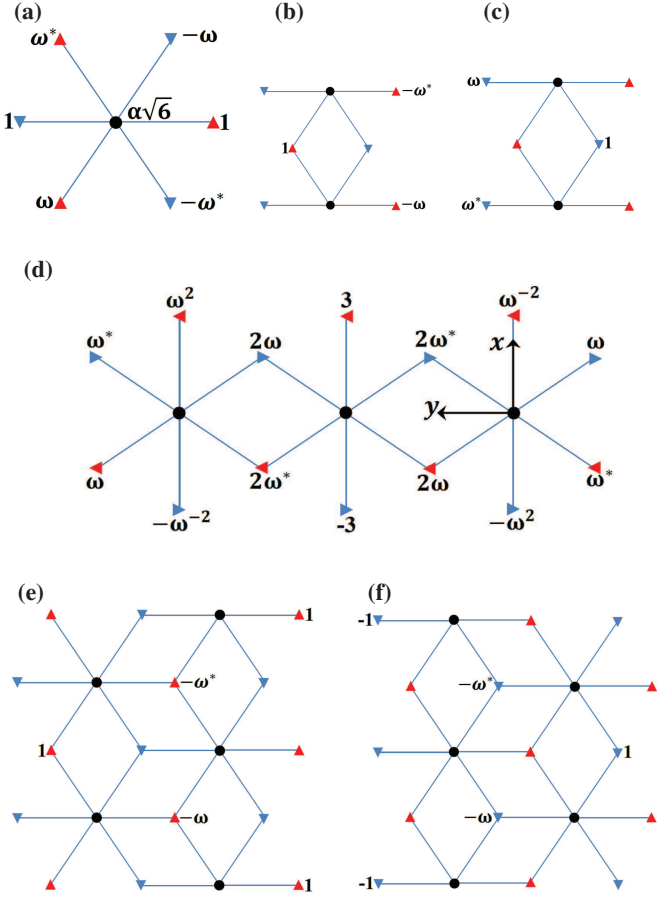 (a)
ω* −ω
1 α√6 1
ω −ω*
(b)
−ω*
1
−ω
(c)
ω
1
ω*
(d)
ω² 3 ω⁻²
ω* 2ω 2ω* x ω
y
ω 2ω* 2ω ω*
−ω⁻² -3 −ω²
(e)
1
−ω*
1
−ω
1
(f)
-1
−ω*
1
−ω
-1